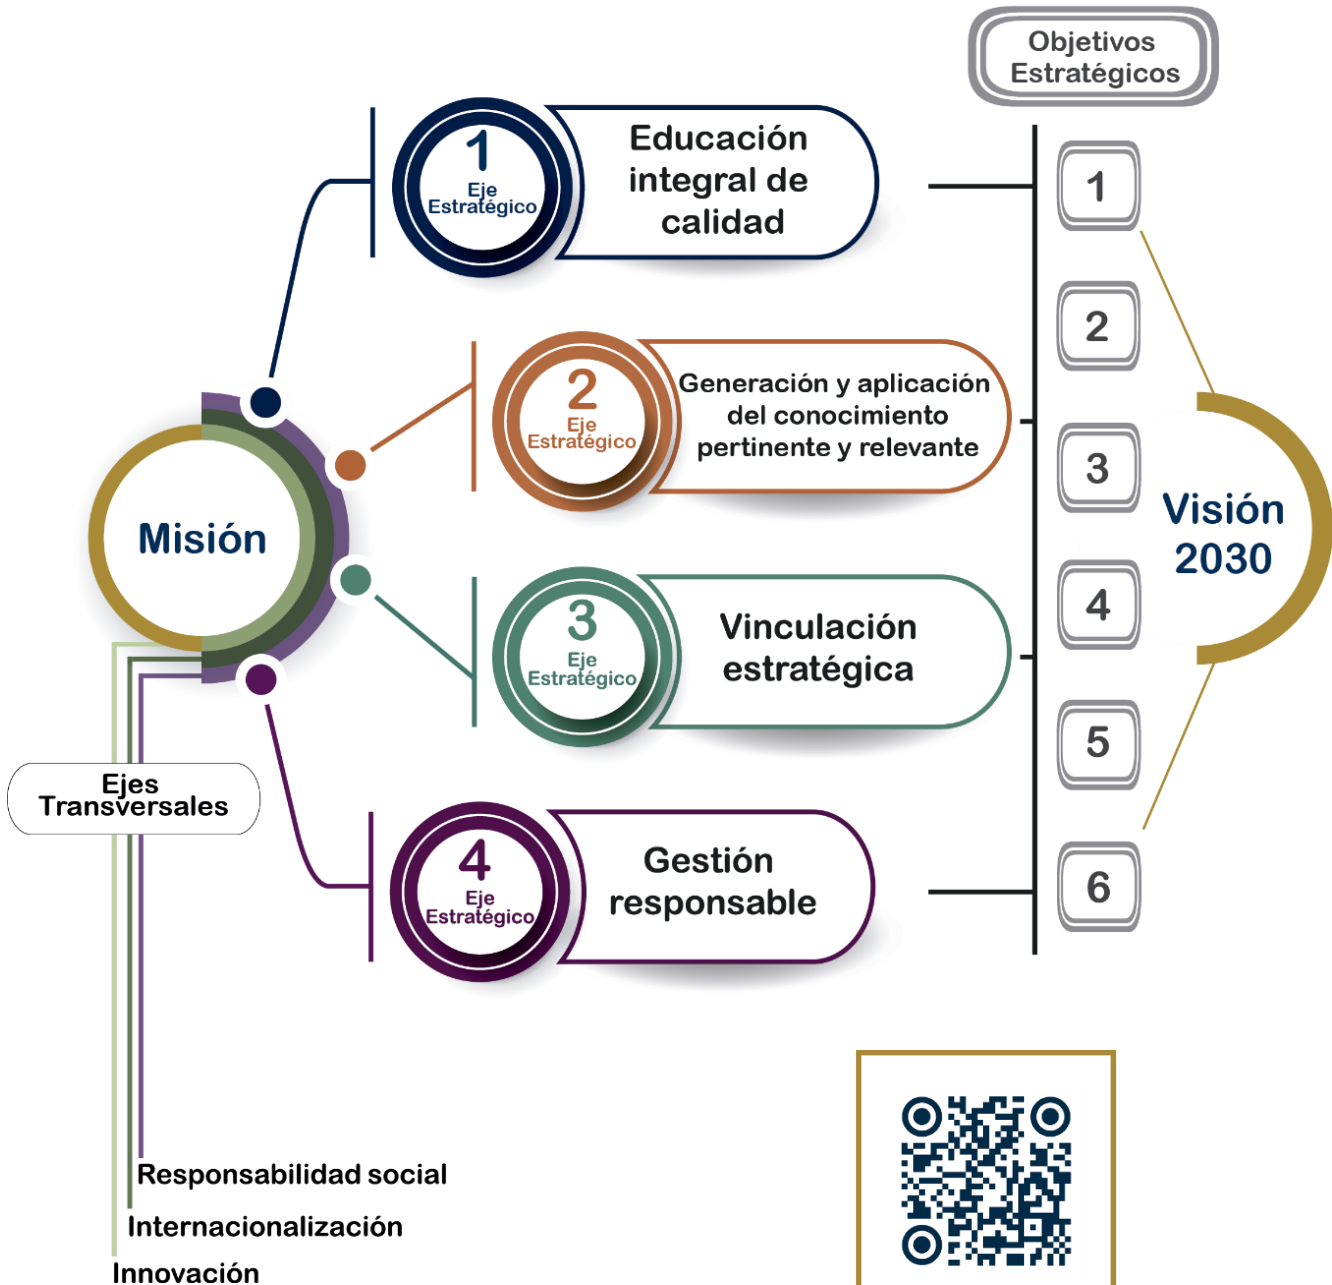 Objetivos
Estratégicos
1
Eje
Estratégico
Educación
integral de
calidad
2
Eje
Estratégico
Generación y aplicación
del conocimiento
pertinente y relevante
Misión
3
Eje
Estratégico
Vinculación
estratégica
4
Eje
Estratégico
Gestión
responsable
1
2
3
4
5
6
Visión
2030
Ejes
Transversales
Responsabilidad social
Internacionalización
Innovación